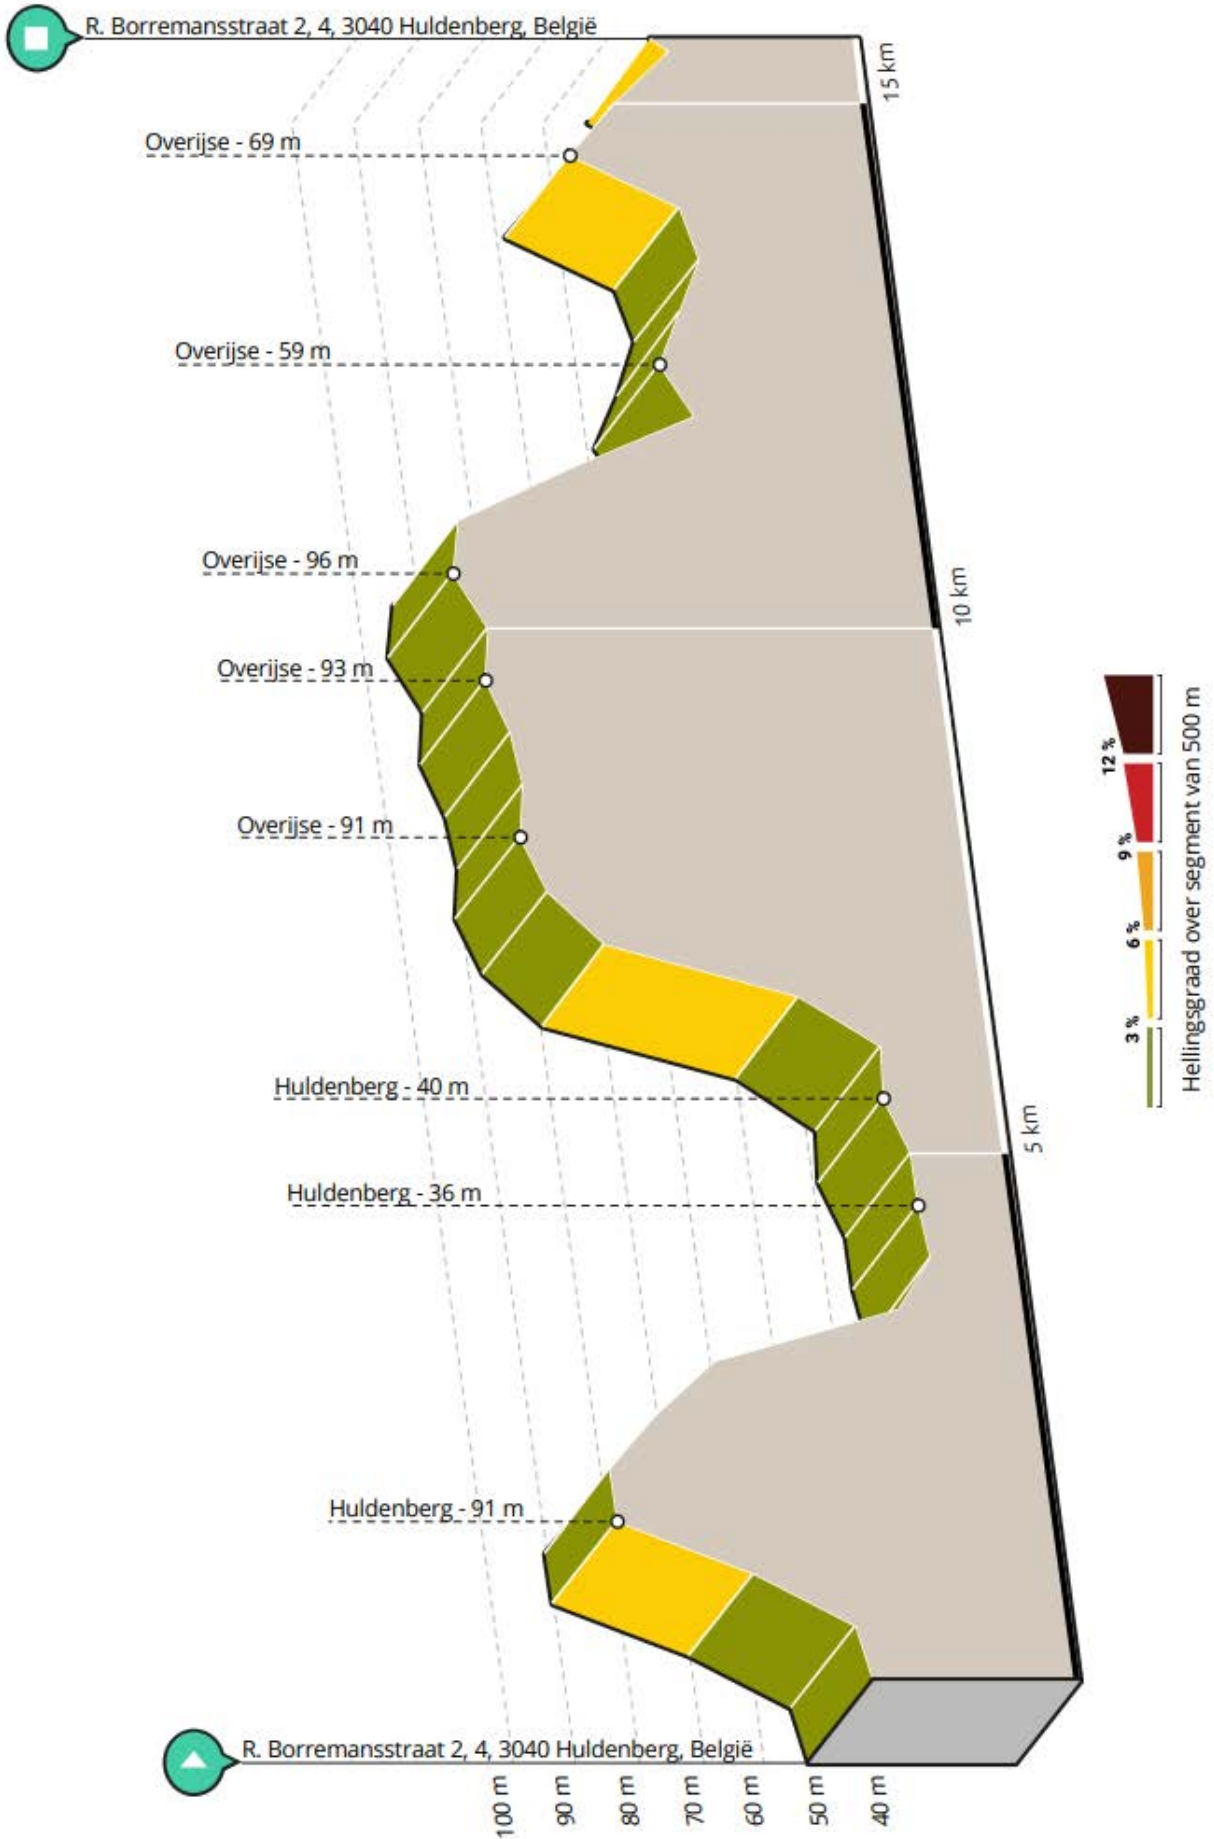 R. Borremansstraat 2, 4, 3040 Huldenberg, België
15 km
Overijse - 69 m
Overijse - 59 m
Overijse - 96 m
10 km
Overijse - 93 m
Overijse - 91 m
Huldenberg - 40 m
5 km
Huldenberg - 36 m
Huldenberg - 91 m
R. Borremansstraat 2, 4, 3040 Huldenberg, België
100 m
90 m
80 m
70 m
60 m
50 m
40 m
3 %
6 %
9 %
12 %
Hellingsgraad over segment van 500 m